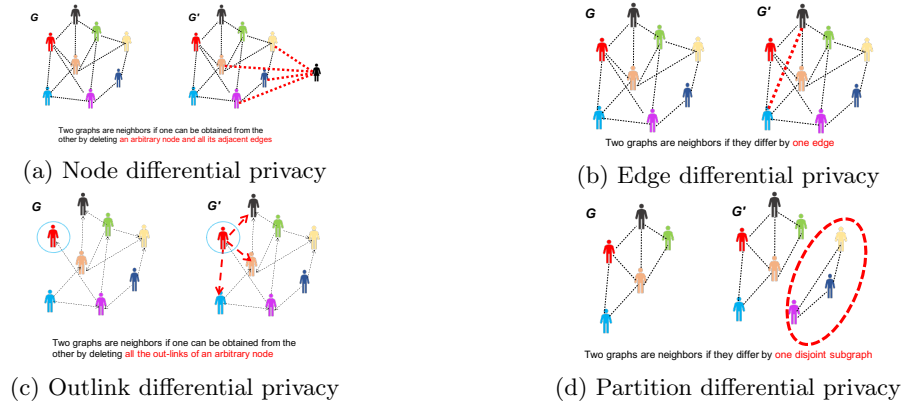 G
G'
Two graphs are neighbors if one can be obtained from the
other by deleting an arbitrary node and all its adjacent edges
(a) Node differential privacy
G
G'
Two graphs are neighbors if they differ by one edge
(b) Edge differential privacy
G
G'
Two graphs are neighbors if one can be obtained from the
other by deleting all the out-links of an arbitrary node
(c) Outlink differential privacy
G
G'
Two graphs are neighbors if they differ by one disjoint subgraph
(d) Partition differential privacy